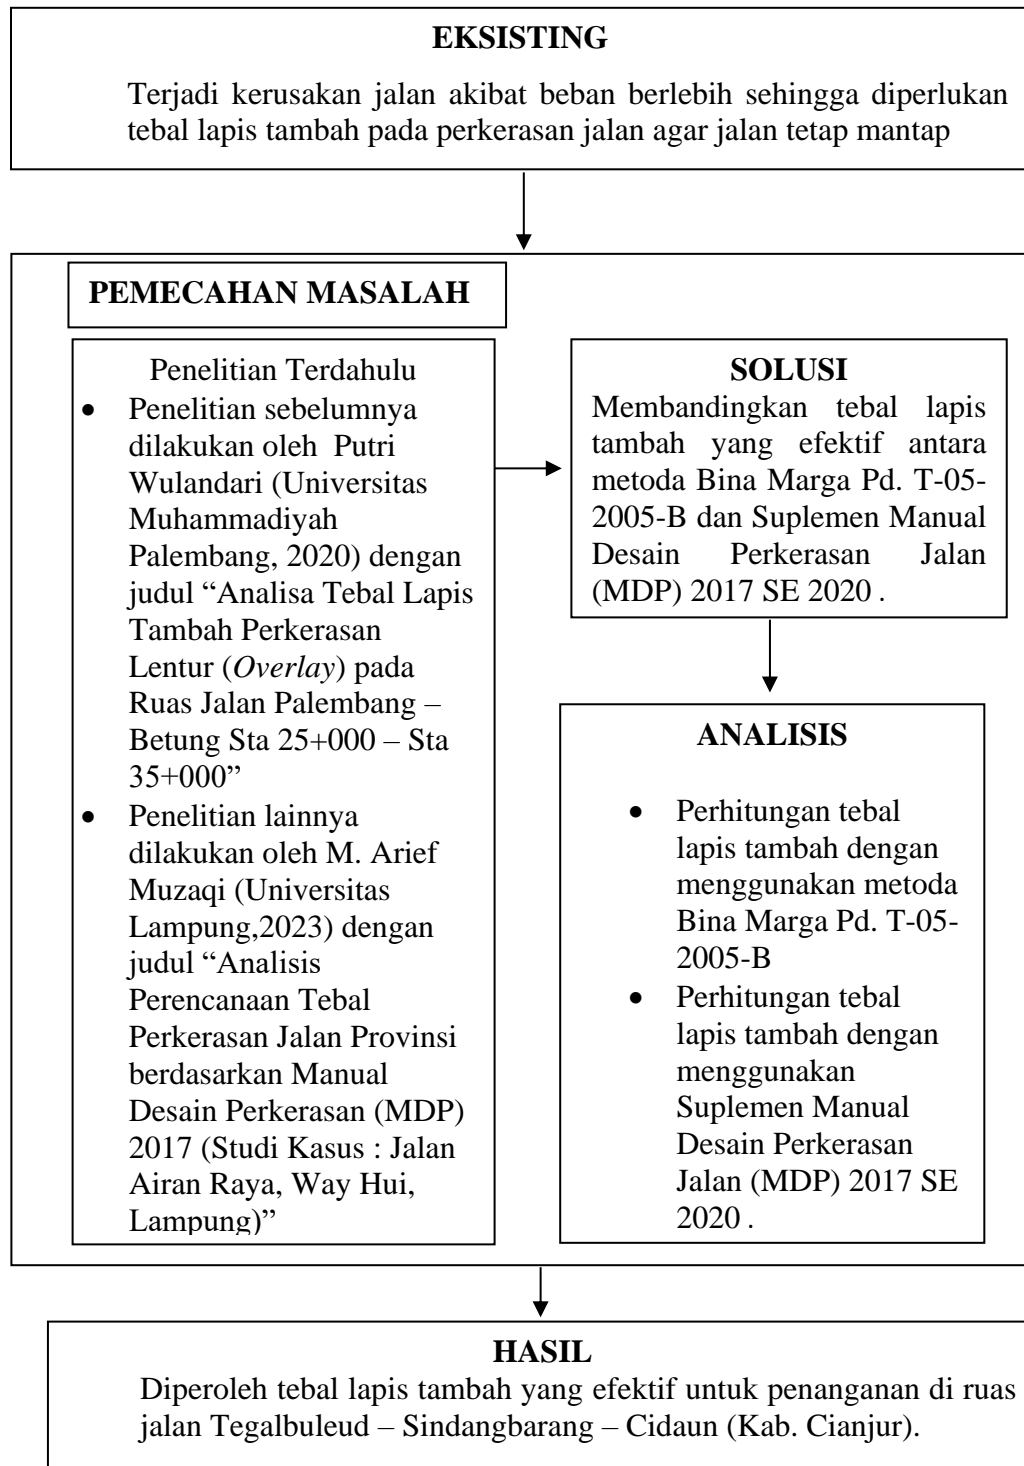 EKSISTING
Terjadi kerusakan jalan akibat beban berlebih sehingga diperlukan
tebal lapis tambah pada perkerasan jalan agar jalan tetap mantap
PEMECAHAN MASALAH
Penelitian Terdahulu
• Penelitian sebelumnya
dilakukan oleh Putri
Wulandari (Universitas
Muhammadiyah
Palembang, 2020) dengan
judul “Analisa Tebal Lapis
Tambah Perkerasan
Lentur (Overlay) pada
Ruas Jalan Palembang –
Betung Sta 25+000 – Sta
35+000”
• Penelitian lainnya
dilakukan oleh M. Arief
Muzaqi (Universitas
Lampung,2023) dengan
judul “Analisis
Perencanaan Tebal
Perkerasan Jalan Provinsi
berdasarkan Manual
Desain Perkerasan (MDP)
2017 (Studi Kasus : Jalan
Airan Raya, Way Hui,
Lampung)”
SOLUSI
Membandingkan tebal lapis
tambah yang efektif antara
metoda Bina Marga Pd. T-05-
2005-B dan Suplemen Manual
Desain Perkerasan Jalan
(MDP) 2017 SE 2020 .
ANALISIS
• Perhitungan tebal
lapis tambah dengan
menggunakan metoda
Bina Marga Pd. T-05-
2005-B
• Perhitungan tebal
lapis tambah dengan
menggunakan
Suplemen Manual
Desain Perkerasan
Jalan (MDP) 2017 SE
2020 .
HASIL
Diperoleh tebal lapis tambah yang efektif untuk penanganan di ruas
jalan Tegalbuleud – Sindangbarang – Cidaun (Kab. Cianjur).